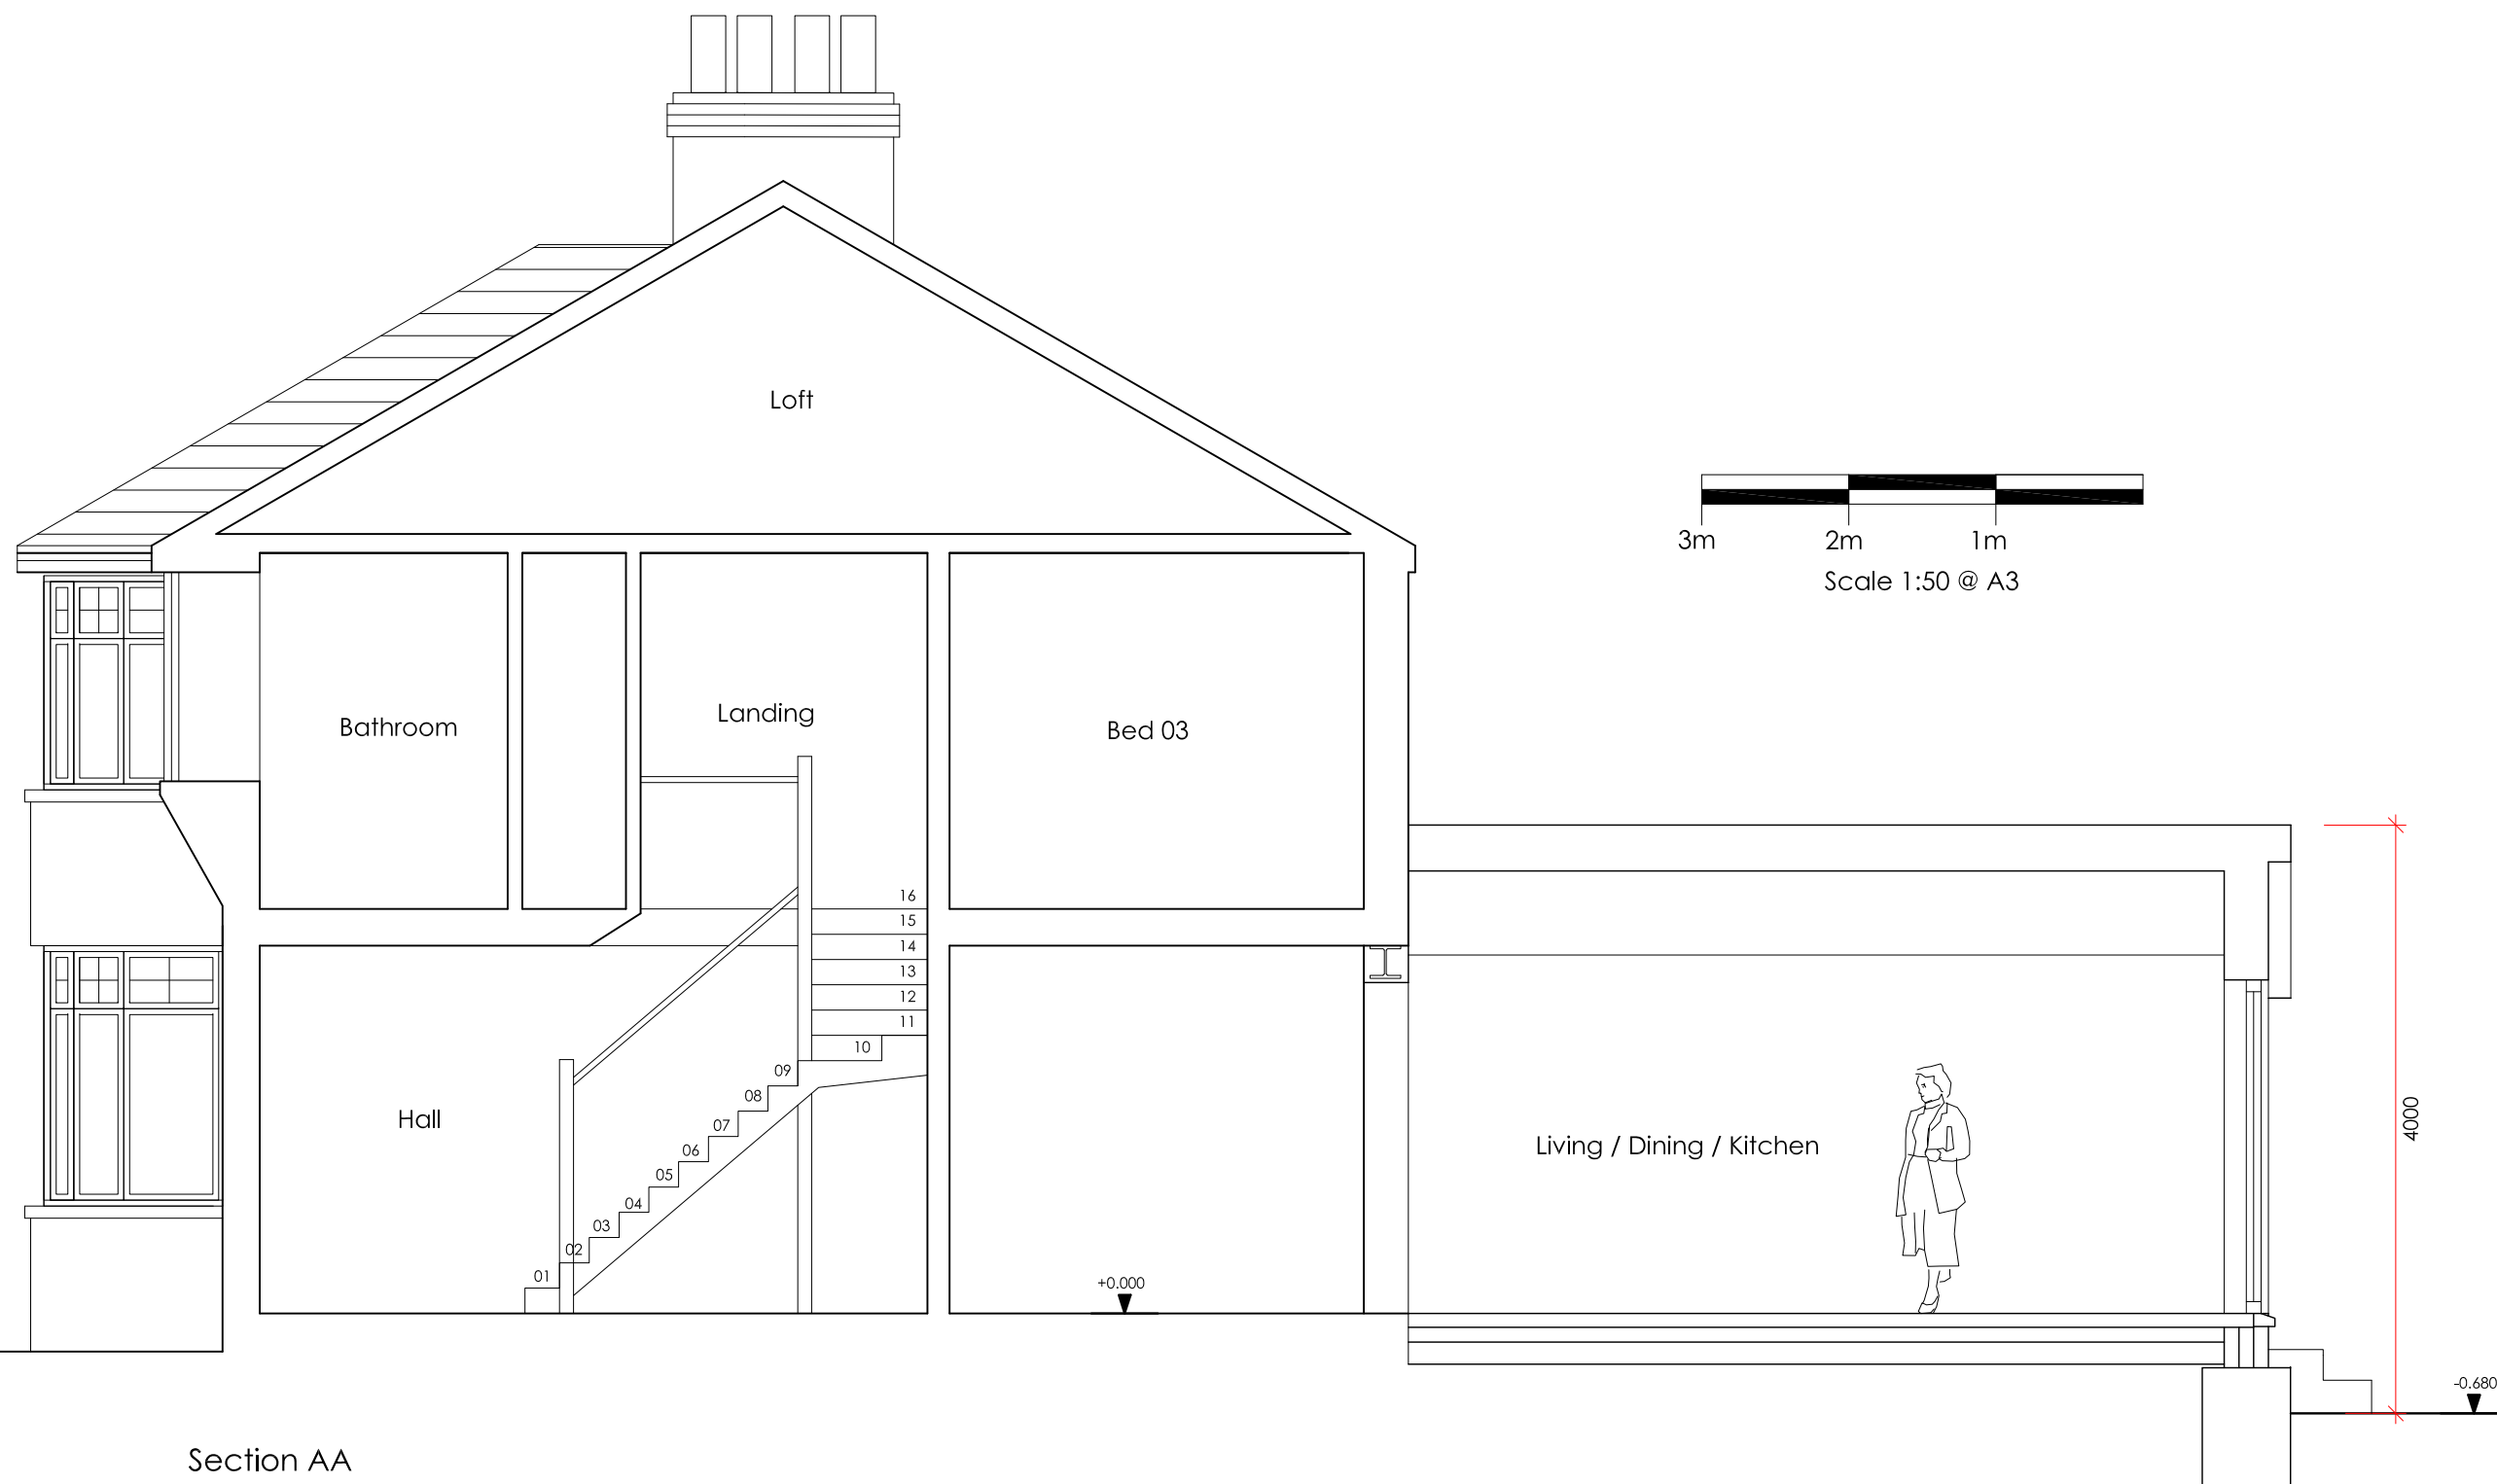 Loft
3m 2m 1m
Scale 1:50 @ A3
Bathroom
Landing
Bed 03
16
15
14
13
12
11
10
09
08
07
06
05
04
03
02
01
Hall
Living / Dining / Kitchen
4000
+0.000
-0.680
Section AA